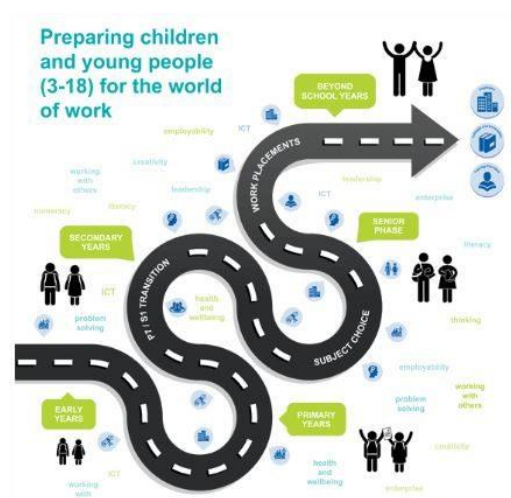 Preparing children
and young people
(3-18) for the world
of work
BEYOND
SCHOOL YEARS
employability
ICT
WORK PLACEMENTS
creativity
working
with
others
leadership
leadership
ICT
numeracy
literacy
enterprise
SECONDARY
YEARS
SENIOR
PHASE
literacy
P7 / S1 TRANSITION
ICT
health
and
wellbeing
problem
solving
thinking
SUBJECT CHOICE
employability
working
with
others
problem
solving
EARLY
YEARS
PRIMARY
YEARS
creativity
ICT
health
and
wellbeing
working
with
enterprise